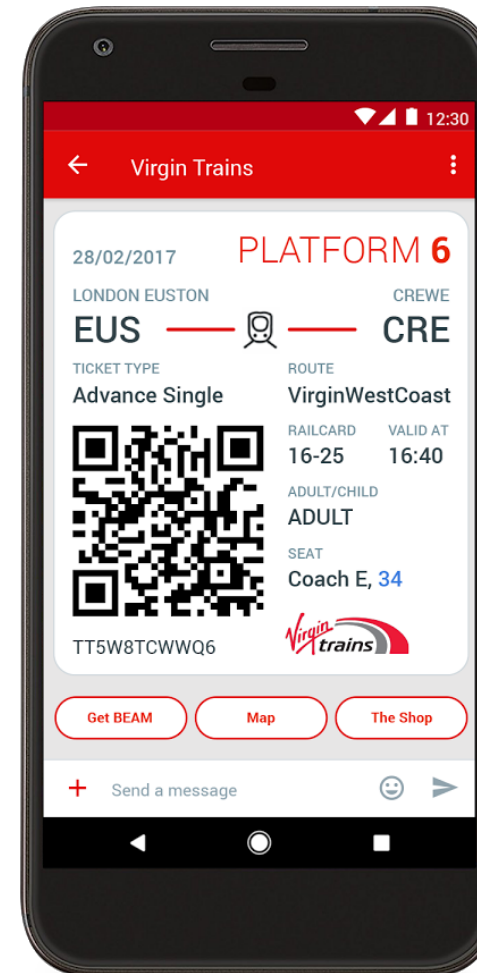 12:30
Virgin Trains
28/02/2017 PLATFORM 6
LONDON EUSTON CREWE
EUS CRE
TICKET TYPE ROUTE
Advance Single VirginWestCoast
RAILCARD VALID AT
16-25 16:40
ADULT/CHILD
ADULT
SEAT
Coach E, 34
Virgin
trains
TT5W8TCWWQ6
Get BEAM Map The Shop
+ Send a message